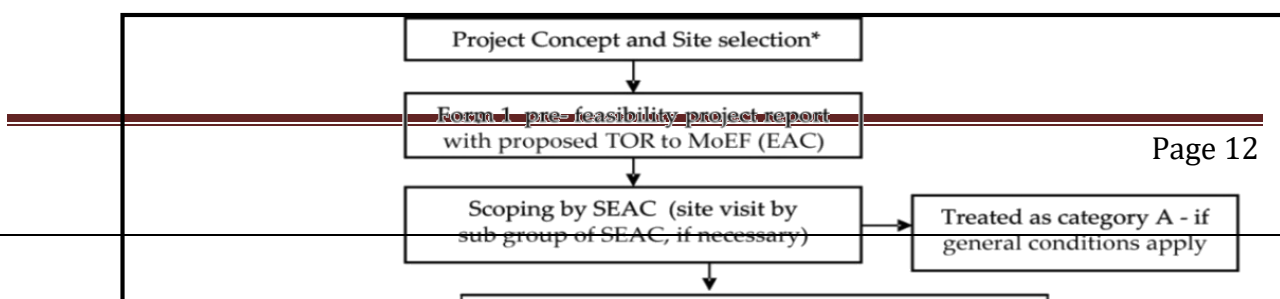 Project Concept and Site selection*
Form 1 pre- feasibility project report
with proposed TOR to MoEF (EAC)
Page 12
Scoping by SEAC (site visit by
sub group of SEAC, if necessary)
Treated as category A - if
general conditions apply